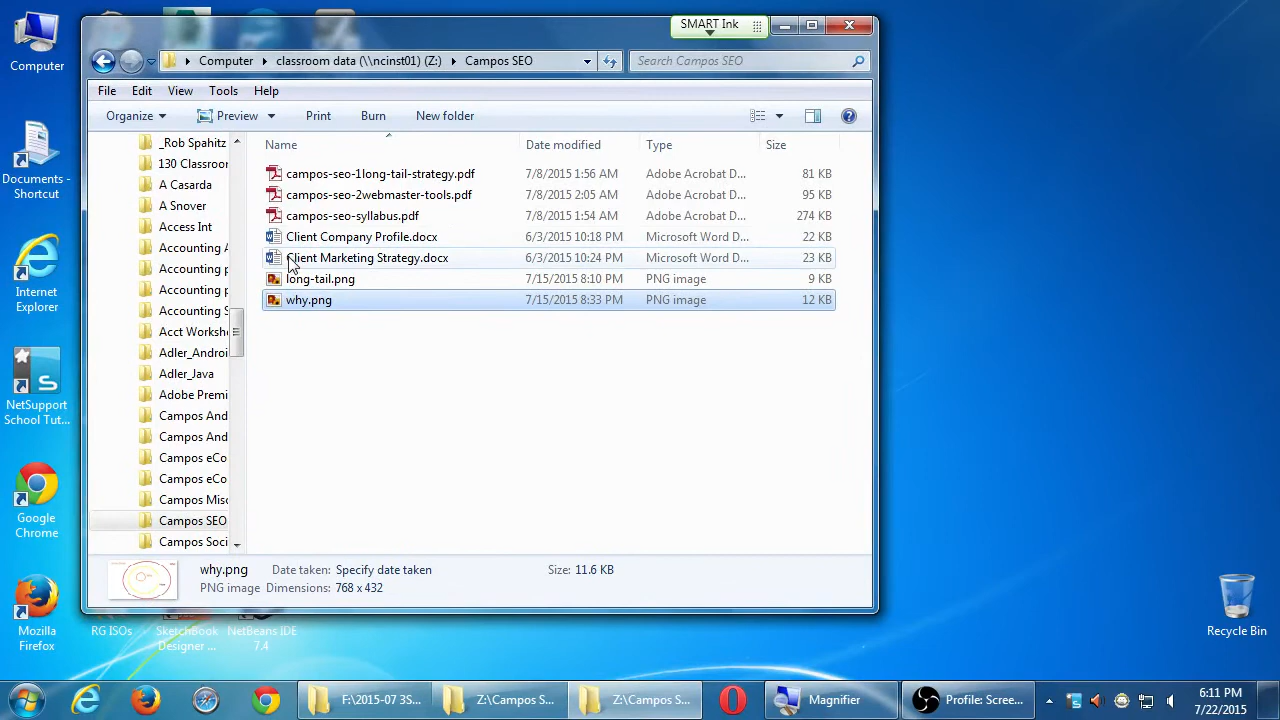 SMART Ink
Computer
Computer classroom data (\\ncinst01) (Z:) Campos SEO
Search Campos SEO
File Edit View Tools Help
Organize Preview Print Burn New folder
Name Date modified Type Size
_Rob Spahitz
130 Classroor
A Casarda
A Snover
Access Int
Accounting A
Accounting p
Accounting p
Accounting S
Acct Workshe
Adler_Androi
Adler_Java
Adobe Premi
Campos And
Campos And
Campos eCo
Campos eCo
Campos Misc
Campos SEO
Campos Soci
campos-seo-1long-tail-strategy.pdf 7/8/2015 1:56 AM Adobe Acrobat D... 81 KB
campos-seo-2webmaster-tools.pdf 7/8/2015 2:05 AM Adobe Acrobat D... 95 KB
campos-seo-syllabus.pdf 7/8/2015 1:54 AM Adobe Acrobat D... 274 KB
Client Company Profile.docx 6/3/2015 10:18 PM Microsoft Word D... 22 KB
Client Marketing Strategy.docx 6/3/2015 10:24 PM Microsoft Word D... 23 KB
long-tail.png 7/15/2015 8:10 PM PNG image 9 KB
why.png 7/15/2015 8:33 PM PNG image 12 KB
why.png Date taken: Specify date taken Size: 11.6 KB
PNG image Dimensions: 768 x 432
Documents -
Shortcut
Internet
Explorer
NetSupport
School Tut...
Google
Chrome
Mozilla
Firefox
RG ISOs
SketchBook
Designer ...
NetBeans IDE
7.4
Recycle Bin
F:\2015-07 3S...
Z:\Campos S...
Z:\Campos S...
Magnifier
Profile: Scree...
6:11 PM
7/22/2015